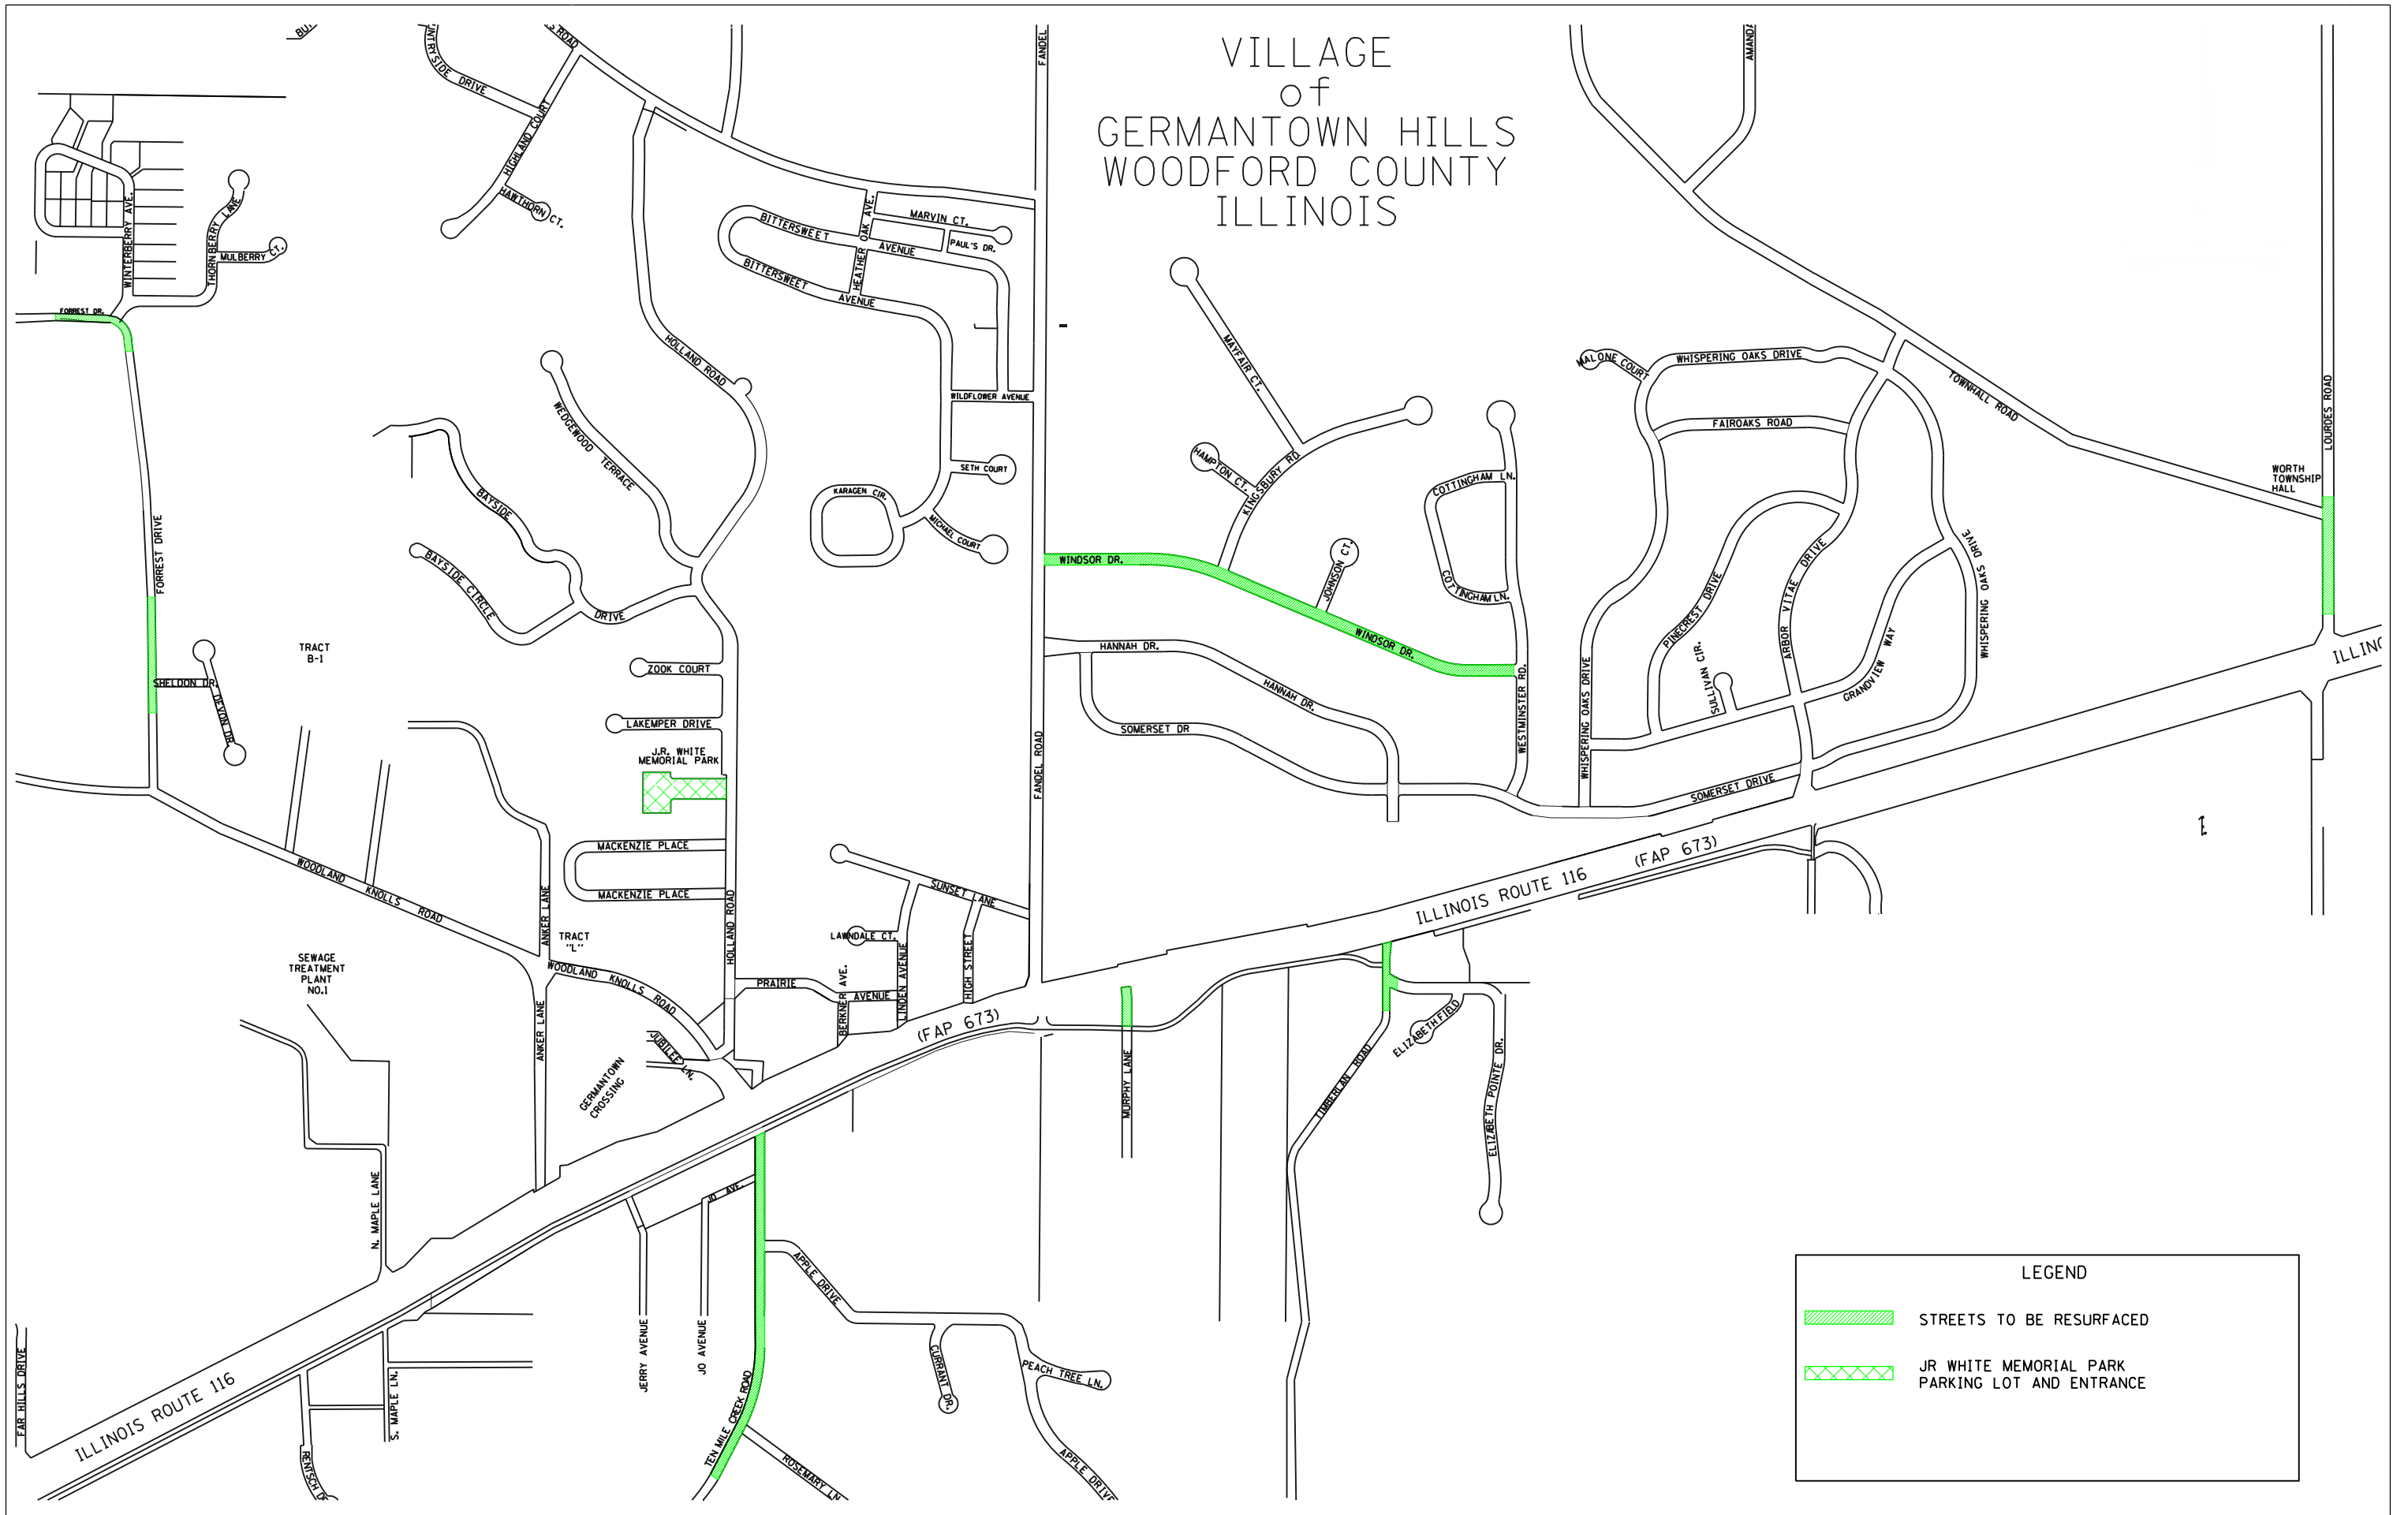 VILLAGE
of
GERMANTOWN HILLS
WOODFORD COUNTY
ILLINOIS
S ROAD
NTRYSIDE DRIVE
HIGHLAND COURT
HAWTHORN CT.
FANDEL
WINTERBERRY AVE.
THORNBERRY LANE
MULBERRY CT.
FORREST DR.
FORREST DRIVE
SHELDON DR.
DEVON DR.
TRACT
B-1
BITTERSWEET
AVENUE
BITTERSWEET
AVENUE
HEATHER OAK AVE.
MARVIN CT.
PAUL'S DR.
WILDFLOWER AVENUE
SETH COURT
MICHAEL COURT
KARAGEN CIR.
HOLLAND ROAD
WEDGEWOOD TERRACE
BAYSIDE
DRIVE
BAYSIDE CIRCLE
ZOOK COURT
LAKEMPER DRIVE
J.R. WHITE
MEMORIAL PARK
MACKENZIE PLACE
MACKENZIE PLACE
HOLLAND ROAD
FANDEL ROAD
MAYFAIR CT.
HAMPTON CT.
KINGSBURY RD.
JOHNSON CT.
WINDSOR DR.
WINDSOR DR.
COTTINGHAM LN.
COTTINGHAM LN.
WESTMINSTER RD.
HANNAH DR.
HANNAH DR.
SOMERSET DR
SOMERSET DRIVE
MALONE COURT
WHISPERING OAKS DRIVE
FAIROAKS ROAD
WHISPERING OAKS DRIVE
PINECREST DRIVE
SULLIVAN CIR.
ARBOR VITAE DRIVE
GRANDVIEW WAY
WHISPERING OAKS DRIVE
TOWNHALL ROAD
WORTH
TOWNSHIP
HALL
LOURDES ROAD
ILLINO
WOODLAND KNOLLS ROAD
WOODLAND KNOLLS ROAD
ANKER LANE
ANKER LANE
TRACT
"L"
SEWAGE
TREATMENT
PLANT
NO.1
SUNSET LANE
LAWNDALE CT.
LINDEN AVENUE
HIGH STREET
PRAIRIE
AVENUE
BERKNER AVE.
JUBILEE LN.
GERMANTOWN
CROSSING
(FAP 673)
ILLINOIS ROUTE 116
(FAP 673)
MURPHY LANE
TIMBERLAN ROAD
ELIZABETH FIELD
ELIZABETH POINTE DR.
N. MAPLE LANE
S. MAPLE LN.
FAR HILLS DRIVE
ILLINOIS ROUTE 116
RENTSCH
JERRY AVENUE
JO AVENUE
JO AVE.
TEN MILE CREEK ROAD
APPLE DRIVE
CURRANT DR.
PEACH TREE LN.
APPLE DRIVE
ROSEMARY LN
LEGEND
STREETS TO BE RESURFACED
JR WHITE MEMORIAL PARK
PARKING LOT AND ENTRANCE